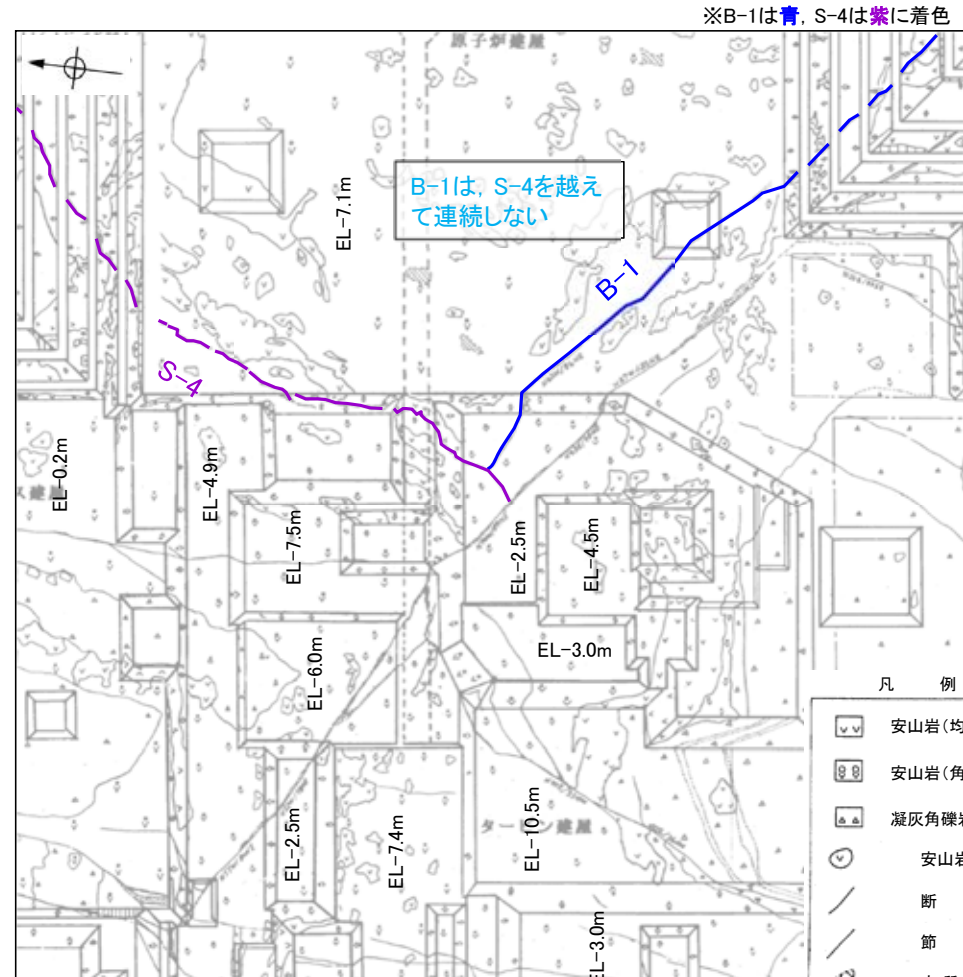 ※B-1は青，S-4は紫に着色
原子炉建屋
EL-7.1m
B-1は，S-4を越え
て連続しない
B-1
S-4
EL-0.2m
EL-4.9m
EL-7.5m
EL-2.5m
EL-4.5m
EL-6.0m
EL-3.0m
EL-2.5m
EL-7.4m
EL-10.5m
タービン建屋
EL-3.0m
凡 例
安山岩（均
安山岩（角
凝灰角礫岩
安山岩
断
節